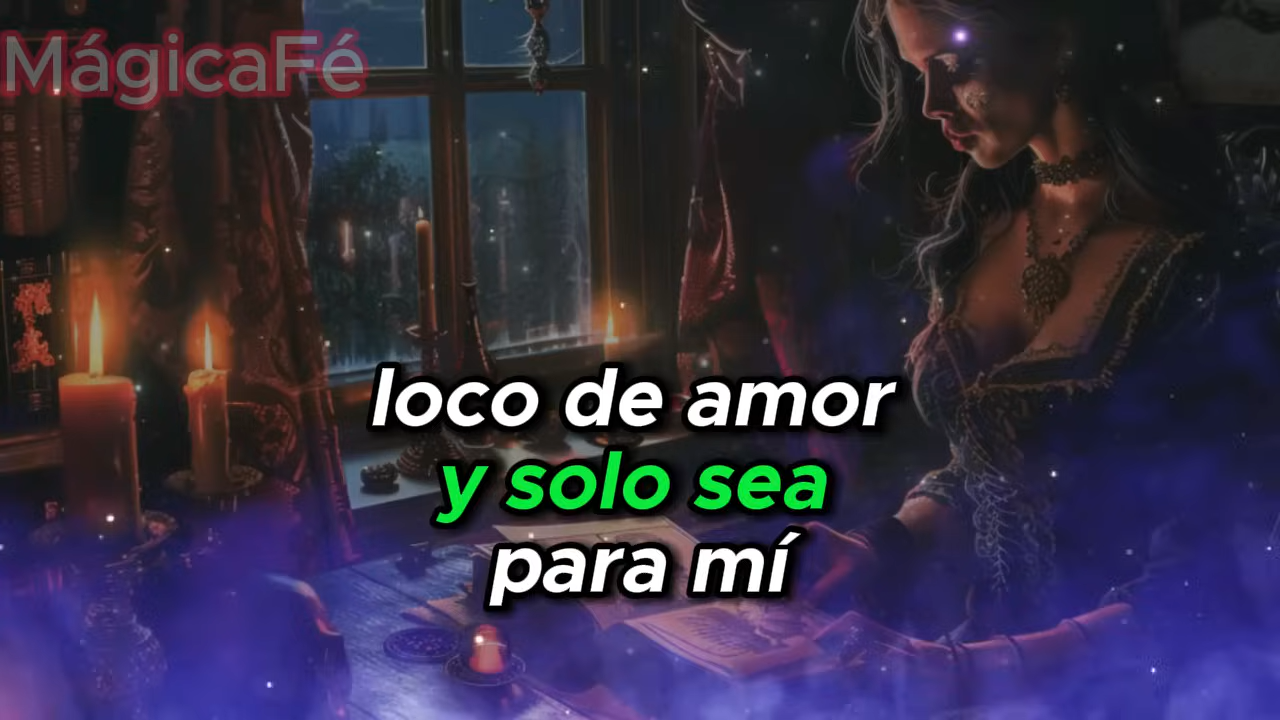 MágicaFé
loco de amor
y solo sea
para mí